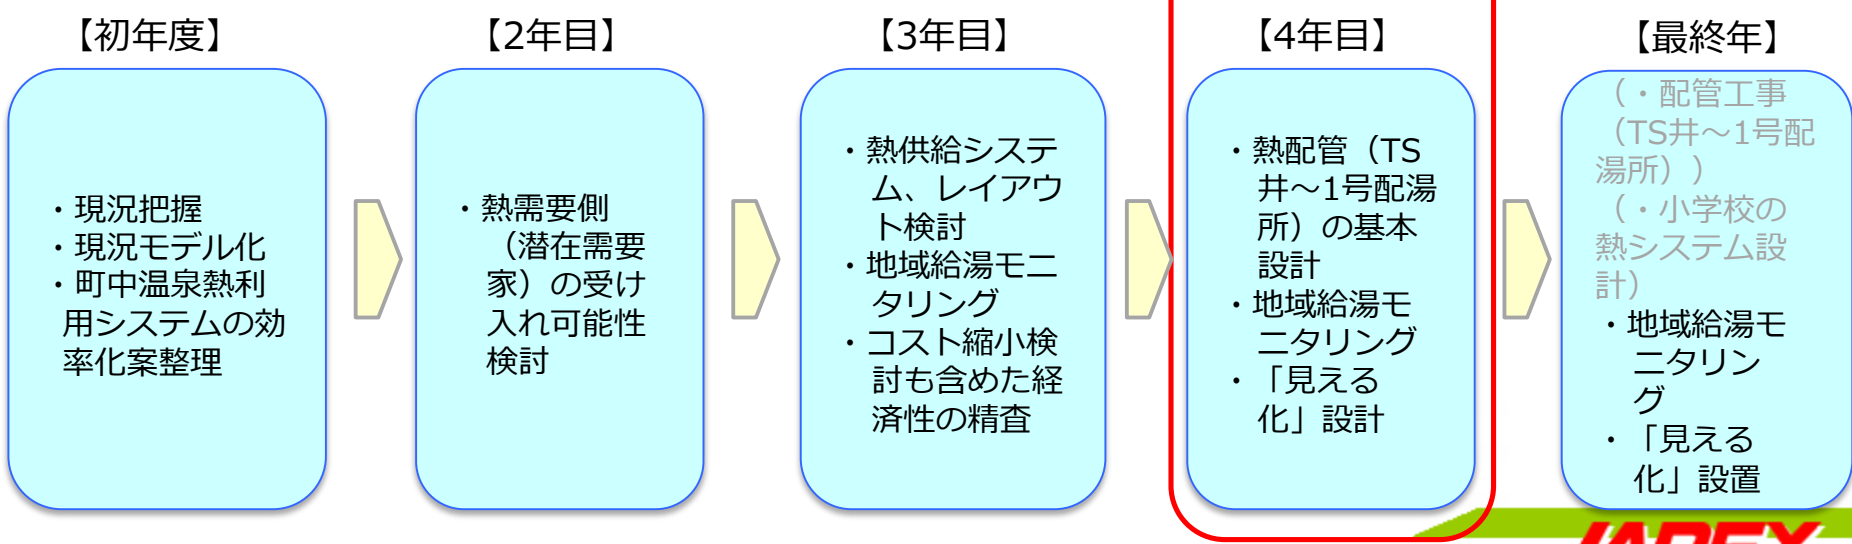 【初年度】
・現況把握
・現況モデル化
・町中温泉熱利
用システムの効
率化案整理
【2年目】
・熱需要側
（潜在需要
家）の受け
入れ可能性
検討
【3年目】
・熱供給システ
ム、レイアウ
ト検討
・地域給湯モニ
タリング
・コスト縮小検
討も含めた経
済性の精査
【4年目】
・熱配管（TS
井～1号配湯
所）の基本
設計
・地域給湯モ
ニタリング
・「見える
化」設計
【最終年】
（・配管工事
（TS井～1号配
湯所））
（・小学校の
熱システム設
計）
・地域給湯モ
ニタリン
グ
・「見える
化」設置
JAPEX